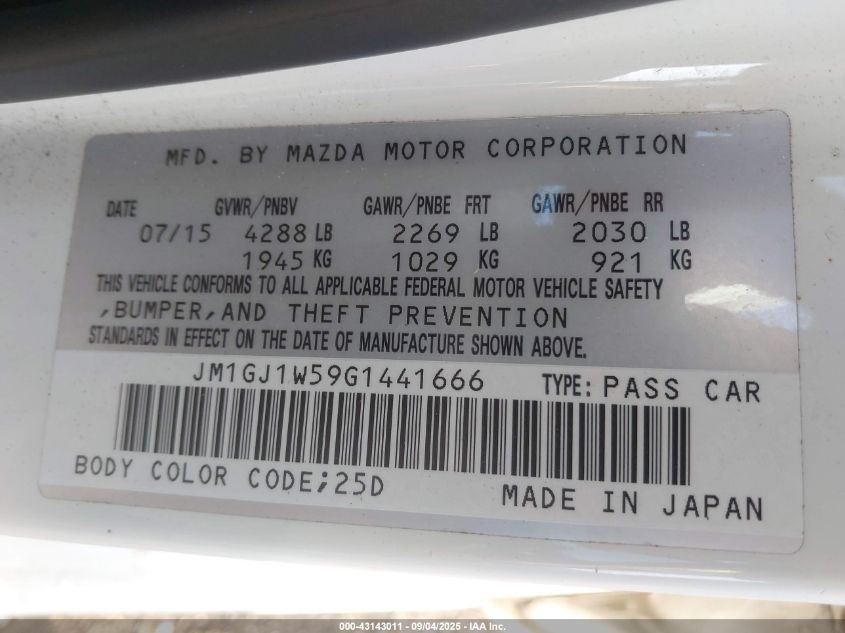 MFD. BY MAZDA MOTOR CORPORATION
DATE GVWR/PNBV GAWR/PNBE FRT GAWR/PNBE RR
07/15 4288 LB 2269 LB 2030 LB
1945 KG 1029 KG 921 KG
THIS VEHICLE CONFORMS TO ALL APPLICABLE FEDERAL MOTOR VEHICLE SAFETY
,BUMPER,AND THEFT PREVENTION
STANDARDS IN EFFECT ON THE DATE OF MANUFACTURE SHOWN ABOVE.
JM1GJ1W59G1441666 TYPE: PASS CAR
BODY COLOR CODE;25D
MADE IN JAPAN
000-43143011 - 09/04/2025 - IAA Inc.